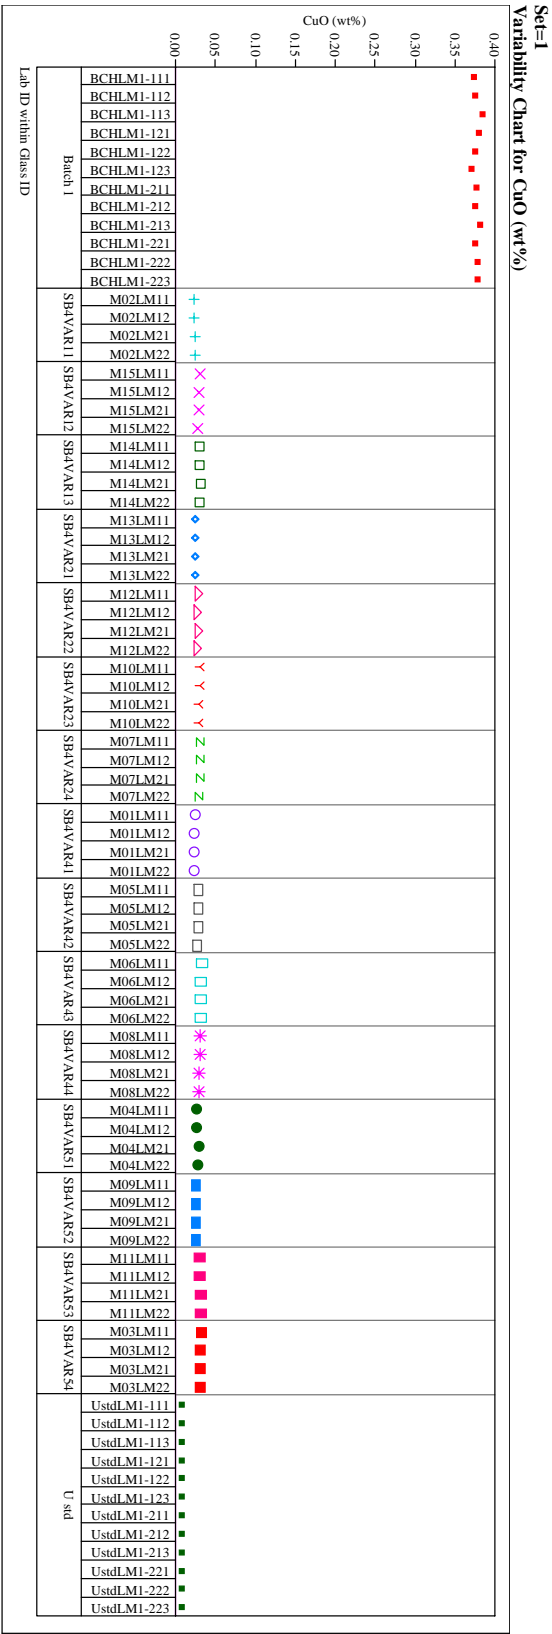 Set=1
Variability Chart for CuO (wt%)
CuO (wt%)
0.40
0.35
0.30
0.25
0.20
0.15
0.10
0.05
0.00
BCHLM1-111
BCHLM1-112
BCHLM1-113
BCHLM1-121
BCHLM1-122
BCHLM1-123
BCHLM1-211
BCHLM1-212
BCHLM1-213
BCHLM1-221
BCHLM1-222
BCHLM1-223
M02LM11
M02LM12
M02LM21
M02LM22
M15LM11
M15LM12
M15LM21
M15LM22
M14LM11
M14LM12
M14LM21
M14LM22
M13LM11
M13LM12
M13LM21
M13LM22
M12LM11
M12LM12
M12LM21
M12LM22
M10LM11
M10LM12
M10LM21
M10LM22
M07LM11
M07LM12
M07LM21
M07LM22
M01LM11
M01LM12
M01LM21
M01LM22
M05LM11
M05LM12
M05LM21
M05LM22
M06LM11
M06LM12
M06LM21
M06LM22
M08LM11
M08LM12
M08LM21
M08LM22
M04LM11
M04LM12
M04LM21
M04LM22
M09LM11
M09LM12
M09LM21
M09LM22
M11LM11
M11LM12
M11LM21
M11LM22
M03LM11
M03LM12
M03LM21
M03LM22
UstdLM1-111
UstdLM1-112
UstdLM1-113
UstdLM1-121
UstdLM1-122
UstdLM1-123
UstdLM1-211
UstdLM1-212
UstdLM1-213
UstdLM1-221
UstdLM1-222
UstdLM1-223
Batch 1
SB4VAR11
SB4VAR12
SB4VAR13
SB4VAR21
SB4VAR22
SB4VAR23
SB4VAR24
SB4VAR41
SB4VAR42
SB4VAR43
SB4VAR44
SB4VAR51
SB4VAR52
SB4VAR53
SB4VAR54
U std
Lab ID within Glass ID